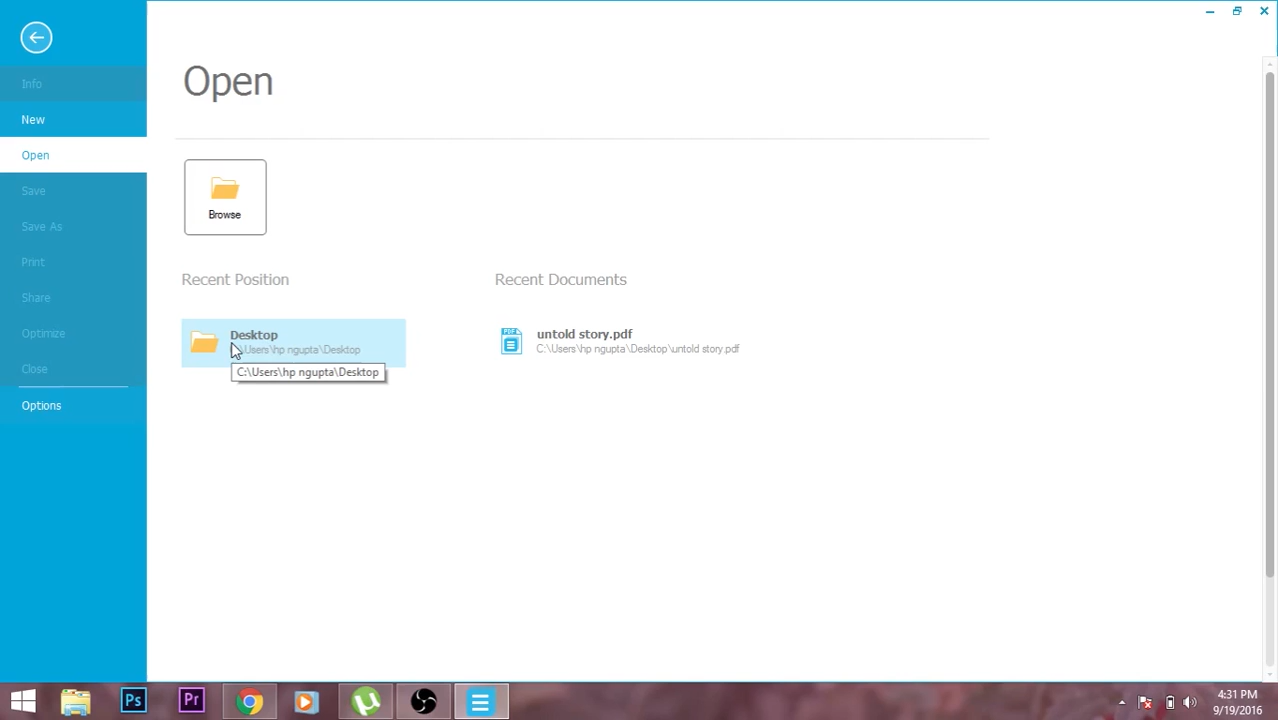 Info
New
Open
Save
Save As
Print
Share
Optimize
Close
Options
Open
Browse
Recent Position
Desktop
\Users\hp ngupta\Desktop
C:\Users\hp ngupta\Desktop
Recent Documents
PDF
untold story.pdf
C:\Users\hp ngupta\Desktop\untold story.pdf
Ps
Pr
4:31 PM
9/19/2016